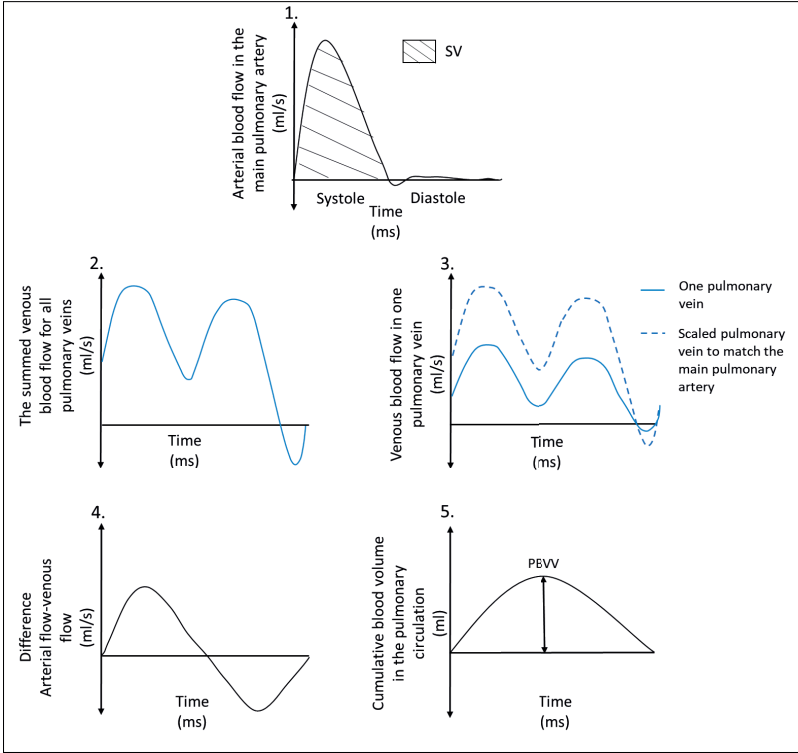 1.
Arterial blood flow in the
main pulmonary artery
(ml/s)
SV
Systole
Diastole
Time
(ms)
2.
The summed venous
blood flow for all
pulmonary veins
(ml/s)
Time
(ms)
3.
Venous blood flow in one
pulmonary vein
(ml/s)
Time
(ms)
One pulmonary
vein
Scaled pulmonary
vein to match the
main pulmonary
artery
4.
Difference
Arterial flow-venous
flow
(ml/s)
Time
(ms)
5.
Cumulative blood volume
in the pulmonary
circulation
(ml)
PBVV
Time
(ms)